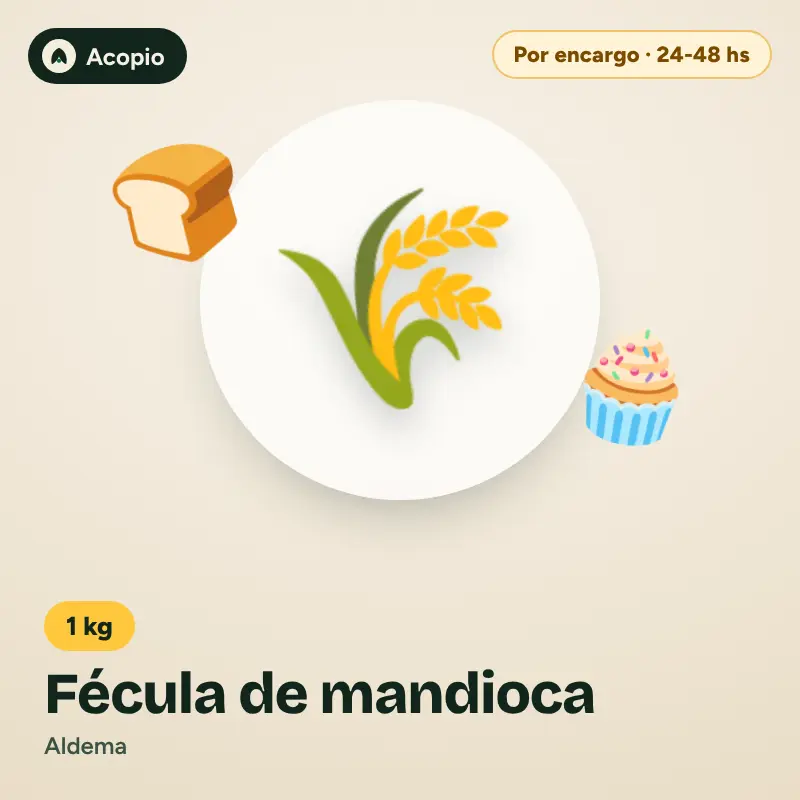 Acopio
Por encargo · 24-48 hs
1 kg
Fécula de mandioca
Aldema